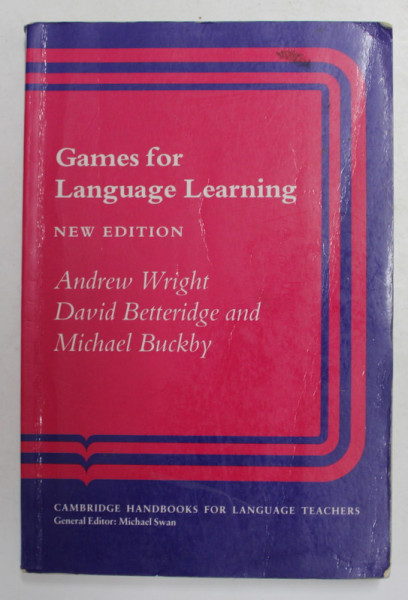 Games for
Language Learning
NEW EDITION
Andrew Wright
David Betteridge and
Michael Buckby
CAMBRIDGE HANDBOOKS FOR LANGUAGE TEACHERS
General Editor: Michael Swan